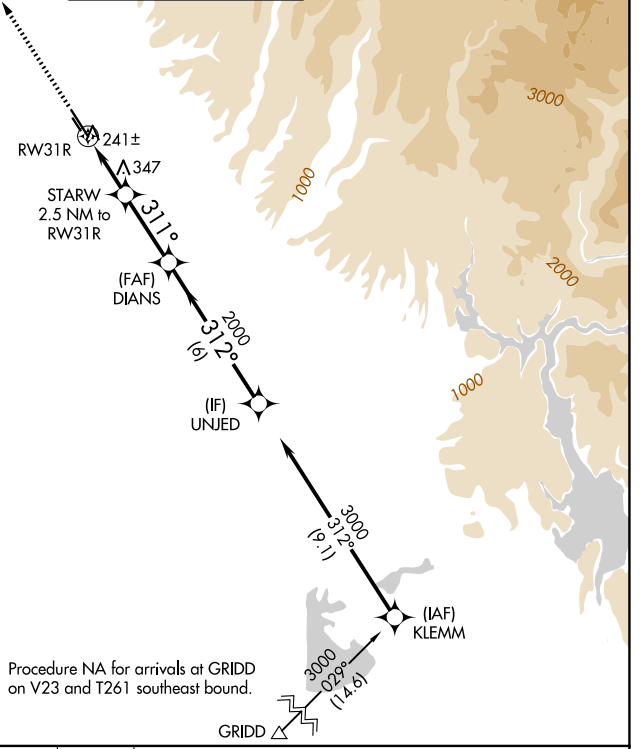 3000
RW31R
241±
347
STARW
2.5 NM to
RW31R
311°
1000
2000
(FAF)
DIANS
2000
312°
(6)
1000
(IF)
UNJED
3000
312°
(9.1)
(IAF)
KLEMM
3000
029°
(14.6)
Procedure NA for arrivals at GRIDD
on V23 and T261 southeast bound.
GRIDD